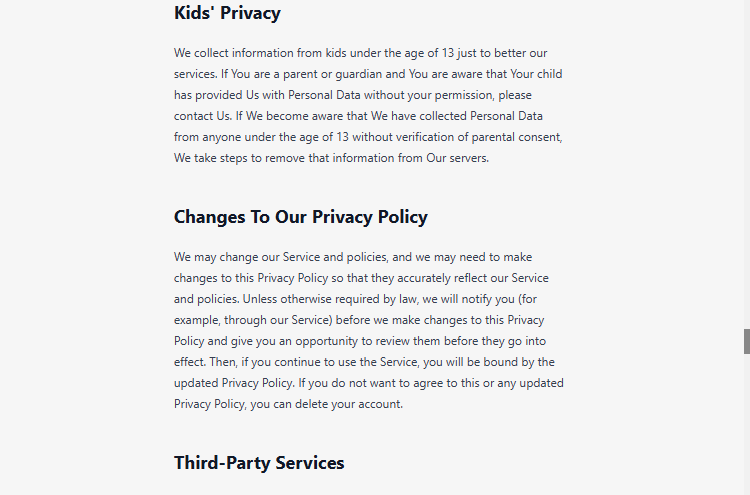 Kids' Privacy
We collect information from kids under the age of 13 just to better our
services. If You are a parent or guardian and You are aware that Your child
has provided Us with Personal Data without your permission, please
contact Us. If We become aware that We have collected Personal Data
from anyone under the age of 13 without verification of parental consent,
We take steps to remove that information from Our servers.
Changes To Our Privacy Policy
We may change our Service and policies, and we may need to make
changes to this Privacy Policy so that they accurately reflect our Service
and policies. Unless otherwise required by law, we will notify you (for
example, through our Service) before we make changes to this Privacy
Policy and give you an opportunity to review them before they go into
effect. Then, if you continue to use the Service, you will be bound by the
updated Privacy Policy. If you do not want to agree to this or any updated
Privacy Policy, you can delete your account.
Third-Party Services